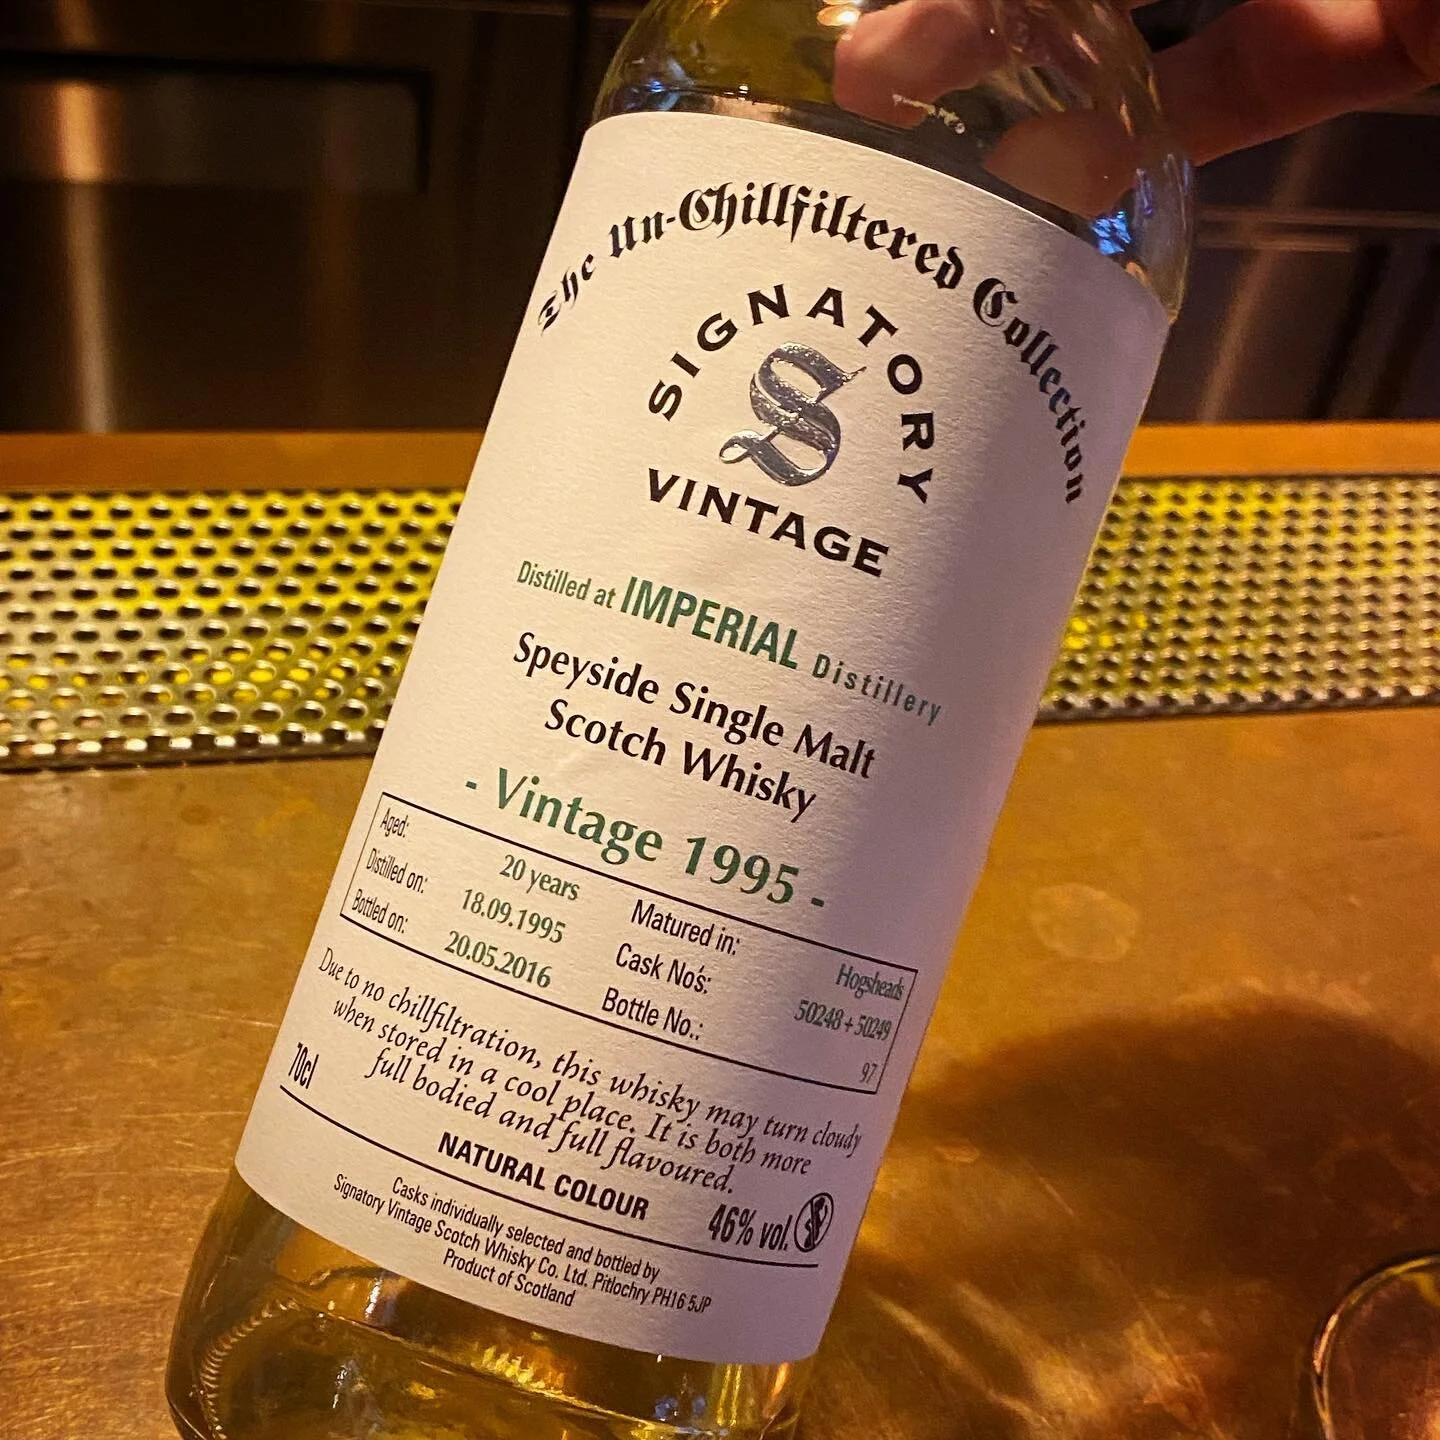 The Un-Chillfiltered Collection
SIGNATORY
S
VINTAGE
Distilled at IMPERIAL Distillery
Speyside Single Malt
Scotch Whisky
- Vintage 1995 -
Aged: 20 years
Distilled on: 18.09.1995
Bottled on: 20.05.2016
Matured in: Hogsheads
Cask No's: 50248 + 50249
Bottle No.: 97
Due to no chillfiltration, this whisky may turn cloudy
when stored in a cool place. It is both more
full bodied and full flavoured.
70cl
NATURAL COLOUR
46% vol.
Casks individually selected and bottled by
Signatory Vintage Scotch Whisky Co. Ltd. Pitlochry PH16 5JP
Product of Scotland